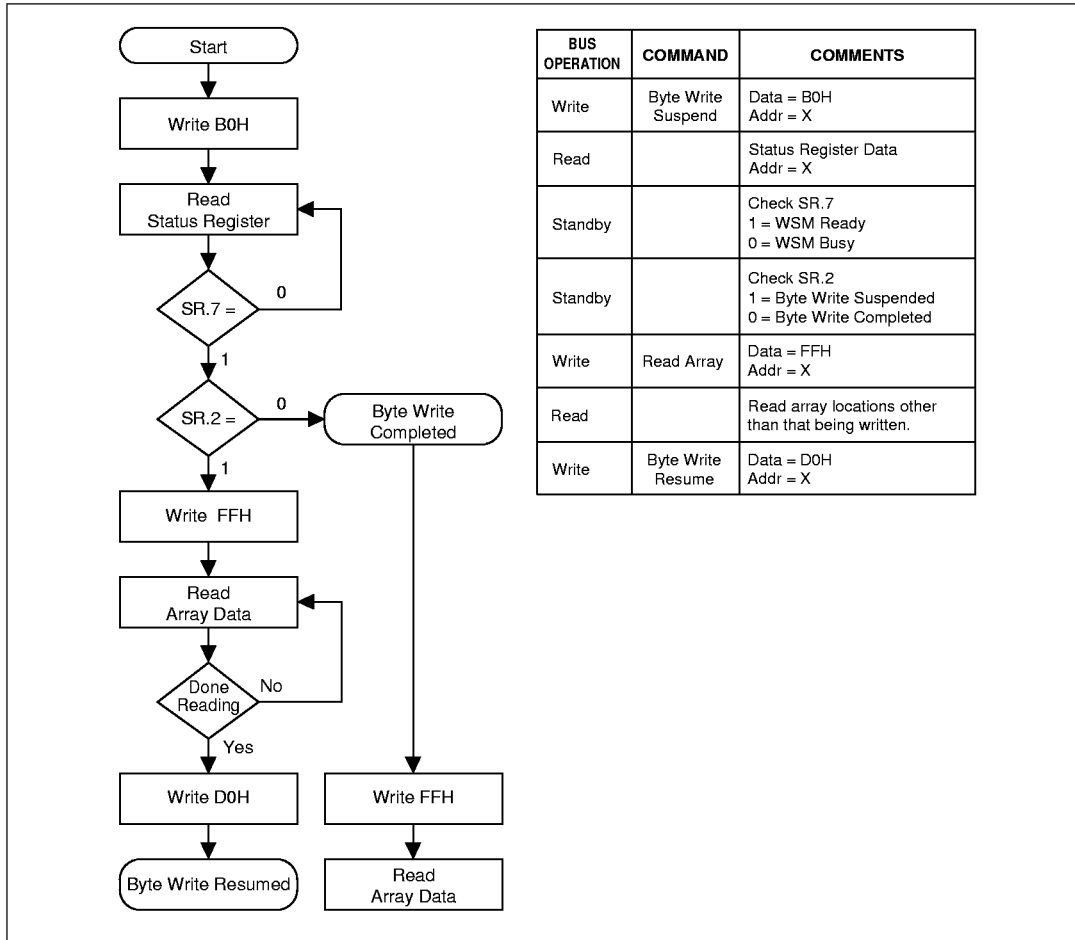 Start
Write B0H
Read
Status Register
SR.7 =
0
1
SR.2 =
0
Byte Write
Completed
1
Write FFH
Read
Array Data
Done
Reading
No
Yes
Write D0H
Write FFH
Byte Write Resumed
Read
Array Data
BUS
OPERATION
COMMAND
COMMENTS
Write
Byte Write
Suspend
Data = B0H
Addr = X
Read
Status Register Data
Addr = X
Standby
Check SR.7
1 = WSM Ready
0 = WSM Busy
Standby
Check SR.2
1 = Byte Write Suspended
0 = Byte Write Completed
Write
Read Array
Data = FFH
Addr = X
Read
Read array locations other
than that being written.
Write
Byte Write
Resume
Data = D0H
Addr = X